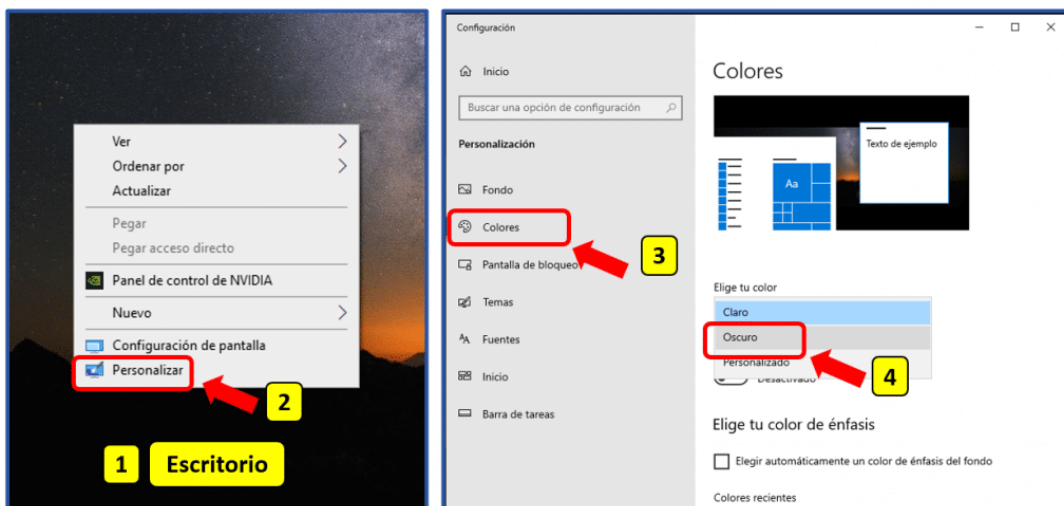 Ver
Ordenar por
Actualizar
Pegar
Pegar acceso directo
Panel de control de NVIDIA
Nuevo
Configuración de pantalla
Personalizar
2
1 Escritorio
Configuración
Inicio
Buscar una opción de configuración
Personalización
Fondo
Colores
3
Pantalla de bloqueo
Temas
Fuentes
Inicio
Barra de tareas
Colores
Texto de ejemplo
Aa
Elige tu color
Claro
Oscuro
Personalizado
4
Desactivado
Elige tu color de énfasis
Elegir automáticamente un color de énfasis del fondo
Colores recientes